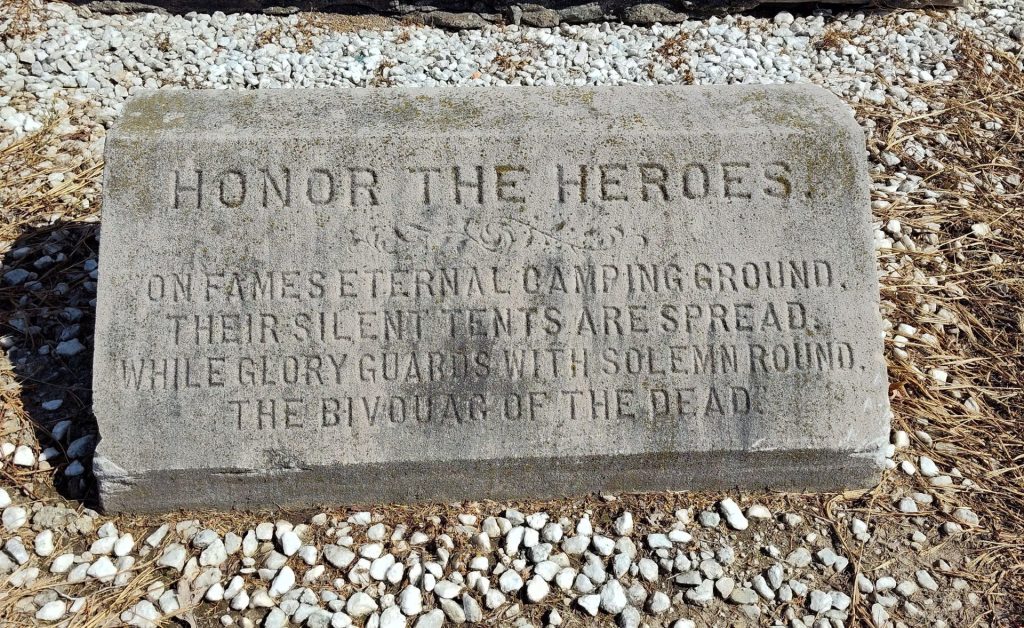 HONOR THE HEROES.
"ON FAMES ETERNAL CAMPING GROUND,
THEIR SILENT TENTS ARE SPREAD,
WHILE GLORY GUARDS WITH SOLEMN ROUND,
THE BIVOUAC OF THE DEAD."